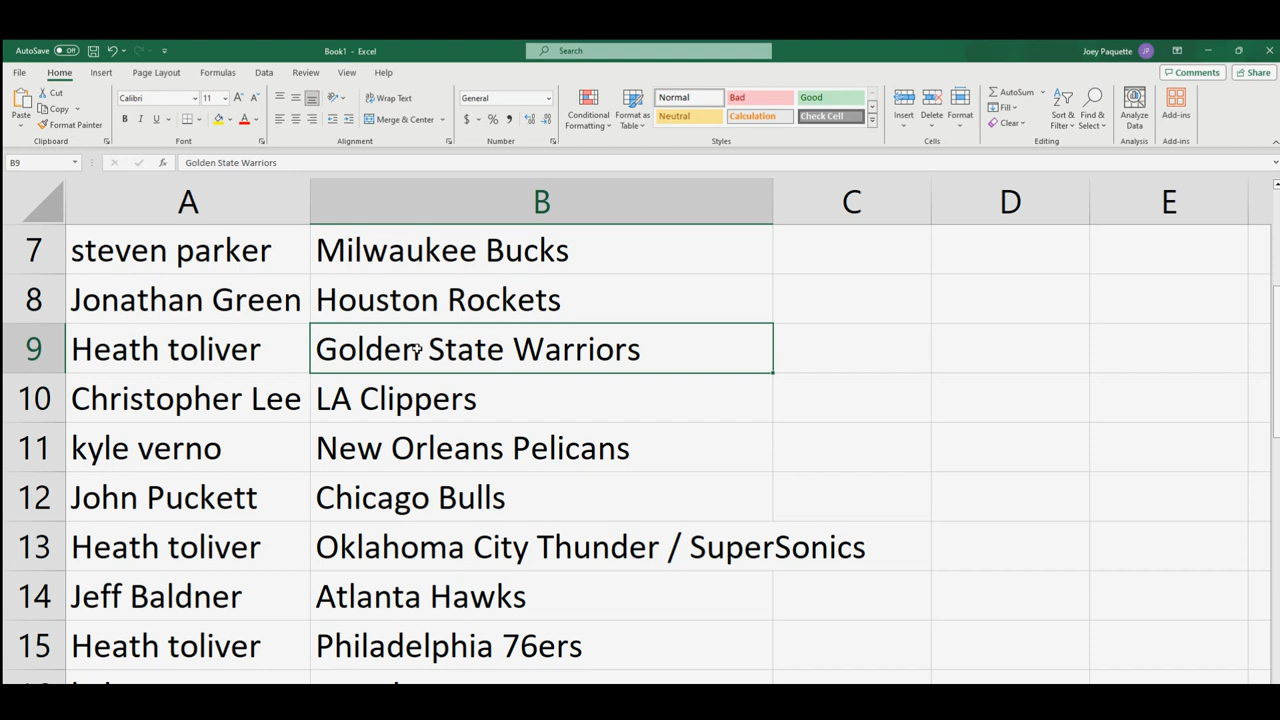 AutoSave Off
Book1 - Excel
Search
Joey Paquette JP
File Home Insert Page Layout Formulas Data Review View Help
Comments Share
Paste
Cut
Copy
Format Painter
Clipboard
Calibri 11
B I U
Font
Wrap Text
Merge & Center
Alignment
General
$ % ,
Number
Conditional Formatting
Format as Table
Normal Bad Good
Neutral Calculation Check Cell
Styles
Insert Delete Format
Cells
AutoSum
Fill
Clear
Sort & Filter
Find & Select
Editing
Analyze Data
Analysis
Add-ins
Add-ins
B9 fx Golden State Warriors
A B C D E
7 steven parker Milwaukee Bucks
8 Jonathan Green Houston Rockets
9 Heath toliver Golden State Warriors
10 Christopher Lee LA Clippers
11 kyle verno New Orleans Pelicans
12 John Puckett Chicago Bulls
13 Heath toliver Oklahoma City Thunder / SuperSonics
14 Jeff Baldner Atlanta Hawks
15 Heath toliver Philadelphia 76ers